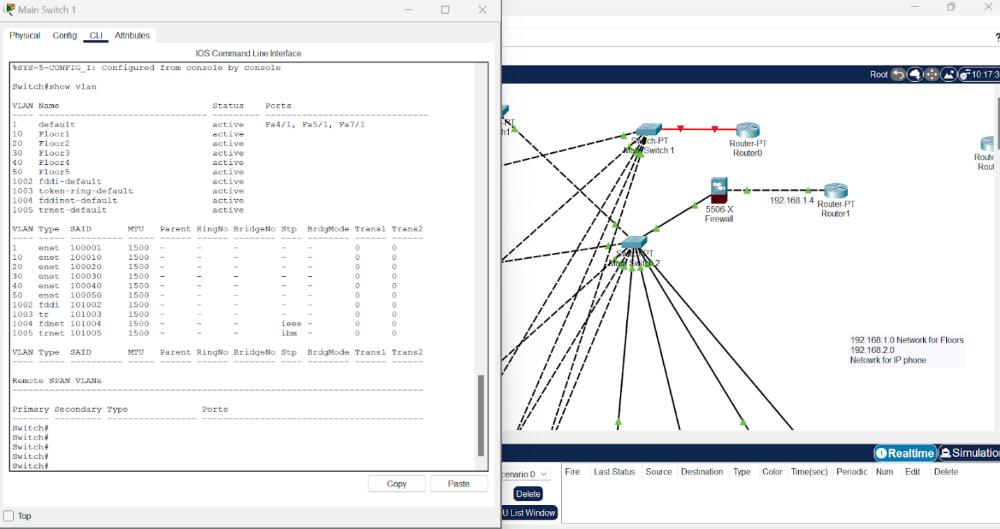 Main Switch 1
Physical Config CLI Attributes
IOS Command Line Interface
%SYS-5-CONFIG_I: Configured from console by console
Switch#show vlan
VLAN Name Status Ports
---- -------------------------------- --------- -------------------------------
1 default active Fa4/1, Fa5/1, Fa7/1
10 Floor1 active
20 Floor2 active
30 Floor3 active
40 Floor4 active
50 Floor5 active
1002 fddi-default active
1003 token-ring-default active
1004 fddinet-default active
1005 trnet-default active
VLAN Type SAID MTU Parent RingNo BridgeNo Stp BrdgMode Trans1 Trans2
---- ----- ---------- ----- ------ ------ -------- ---- -------- ------ ------
1 enet 100001 1500 - - - - - 0 0
10 enet 100010 1500 - - - - - 0 0
20 enet 100020 1500 - - - - - 0 0
30 enet 100030 1500 - - - - - 0 0
40 enet 100040 1500 - - - - - 0 0
50 enet 100050 1500 - - - - - 0 0
1002 fddi 101002 1500 - - - - - 0 0
1003 tr 101003 1500 - - - - - 0 0
1004 fdnet 101004 1500 - - - ieee - 0 0
1005 trnet 101005 1500 - - - ibm - 0 0
VLAN Type SAID MTU Parent RingNo BridgeNo Stp BrdgMode Trans1 Trans2
---- ----- ---------- ----- ------ ------ -------- ---- -------- ------ ------
Remote SPAN VLANs
------------------------------------------------------------------------------
Primary Secondary Type Ports
------- --------- ----------------- ------------------------------------------
Switch#
Switch#
Switch#
Switch#
Switch#
Copy Paste
Top
?
Root 10:17:3
-PT
h1
Switch-PT
Main Switch 1
Router-PT
Router0
Route
Rout
5506-X
Firewall
192.168.1.4
Router-PT
Router1
Switch-PT
Main Switch 2
192.168.1.0 Network for Floors
192.168.2.0
Netowrk for IP phone
Realtime Simulatio
cenario 0
Fire Last Status Source Destination Type Color Time(sec) Periodic Num Edit Delete
Delete
U List Window